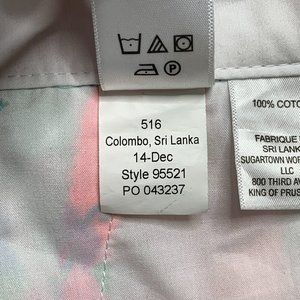 516
Colombo, Sri Lanka
14-Dec
Style 95521
PO 043237
100% COTO
FABRIQUE
SRI LANK
SUGARTOWN WOR
LLC
800 THIRD AV
KING OF PRUS